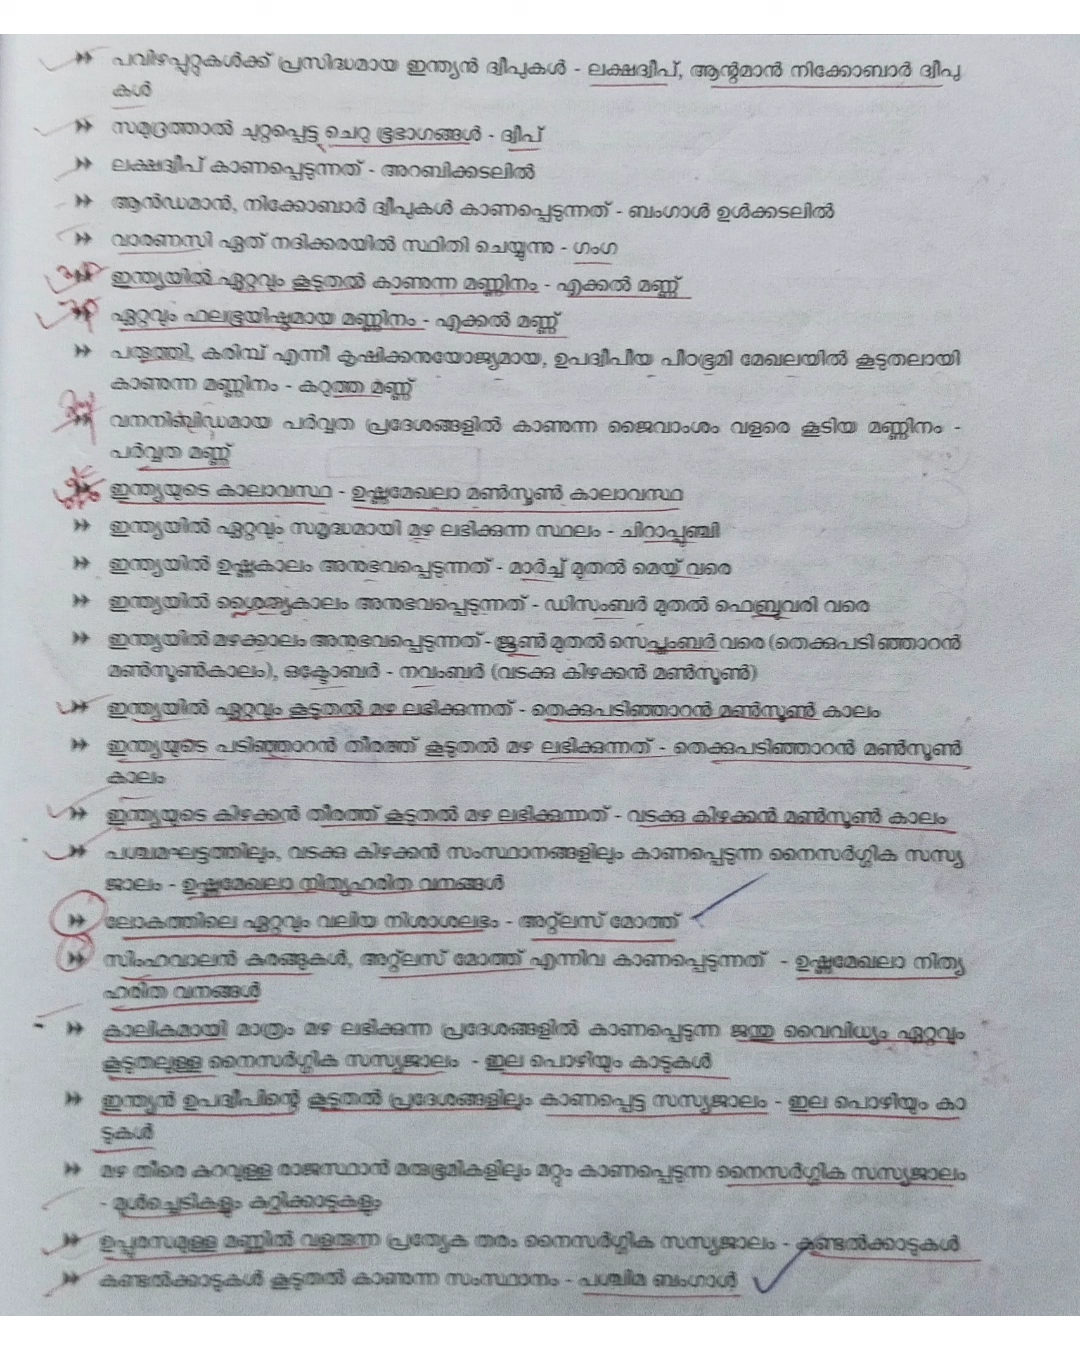 പവിഴപ്പുറ്റുകൾക്ക് പ്രസിദ്ധമായ ഇന്ത്യൻ ദ്വീപുകൾ - ലക്ഷദ്വീപ്, ആന്റമാൻ നിക്കോബാർ ദ്വീപു
കൾ
സമുദ്രത്താൽ ചുറ്റപ്പെട്ട ചെറു ഭൂഭാഗങ്ങൾ - ദ്വീപ്
ലക്ഷദ്വീപ് കാണപ്പെടുന്നത് - അറബിക്കടലിൽ
ആൻഡമാൻ, നിക്കോബാർ ദ്വീപുകൾ കാണപ്പെടുന്നത് - ബംഗാൾ ഉൾക്കടലിൽ
വാരണസി ഏത് നദിക്കരയിൽ സ്ഥിതി ചെയ്യുന്നു - ഗംഗ
ഇന്ത്യയിൽ ഏറ്റവും കൂടുതൽ കാണുന്ന മണ്ണിനം - എക്കൽ മണ്ണ്
ഏറ്റവും ഫലഭൂയിഷ്ഠമായ മണ്ണിനം - എക്കൽ മണ്ണ്
പരുത്തി, കരിമ്പ് എന്നീ കൃഷിക്കനുയോജ്യമായ, ഉപദ്വീപീയ പീഠഭൂമി മേഖലയിൽ കൂടുതലായി
കാണുന്ന മണ്ണിനം - കറുത്ത മണ്ണ്
വനനിബിഡമായ പർവ്വത പ്രദേശങ്ങളിൽ കാണുന്ന ജൈവാംശം വളരെ കൂടിയ മണ്ണിനം -
പർവ്വത മണ്ണ്
ഇന്ത്യയുടെ കാലാവസ്ഥ - ഉഷ്ണമേഖലാ മൺസൂൺ കാലാവസ്ഥ
ഇന്ത്യയിൽ ഏറ്റവും സമൃദ്ധമായി മഴ ലഭിക്കുന്ന സ്ഥലം - ചിറാപുഞ്ചി
ഇന്ത്യയിൽ ഉഷ്ണകാലം അനുഭവപ്പെടുന്നത് - മാർച്ച് മുതൽ മെയ് വരെ
ഇന്ത്യയിൽ ശൈത്യകാലം അനുഭവപ്പെടുന്നത് - ഡിസംബർ മുതൽ ഫെബ്രുവരി വരെ
ഇന്ത്യയിൽ മഴക്കാലം അനുഭവപ്പെടുന്നത് - ജൂൺ മുതൽ സെപ്തംബർ വരെ (തെക്കുപടിഞ്ഞാറൻ
മൺസൂൺകാലം), ഒക്ടോബർ - നവംബർ (വടക്കു കിഴക്കൻ മൺസൂൺ)
ഇന്ത്യയിൽ ഏറ്റവും കൂടുതൽ മഴ ലഭിക്കുന്നത് - തെക്കുപടിഞ്ഞാറൻ മൺസൂൺ കാലം
ഇന്ത്യയുടെ പടിഞ്ഞാറൻ തീരത്ത് കൂടുതൽ മഴ ലഭിക്കുന്നത് - തെക്കുപടിഞ്ഞാറൻ മൺസൂൺ
കാലം
ഇന്ത്യയുടെ കിഴക്കൻ തീരത്ത് കൂടുതൽ മഴ ലഭിക്കുന്നത് - വടക്കു കിഴക്കൻ മൺസൂൺ കാലം
പശ്ചിമഘട്ടത്തിലും, വടക്കു കിഴക്കൻ സംസ്ഥാനങ്ങളിലും കാണപ്പെടുന്ന നൈസർഗ്ഗിക സസ്യ
ജാലം - ഉഷ്ണമേഖലാ നിത്യഹരിത വനങ്ങൾ
ലോകത്തിലെ ഏറ്റവും വലിയ നിശാശലഭം - അറ്റ്ലസ് മോത്ത്
സിംഹവാലൻ കുരങ്ങുകൾ, അറ്റ്ലസ് മോത്ത് എന്നിവ കാണപ്പെടുന്നത് - ഉഷ്ണമേഖലാ നിത്യ
ഹരിത വനങ്ങൾ
കാലികമായി മാത്രം മഴ ലഭിക്കുന്ന പ്രദേശങ്ങളിൽ കാണപ്പെടുന്ന ജന്തു വൈവിധ്യം ഏറ്റവും
കൂടുതലുള്ള നൈസർഗ്ഗിക സസ്യജാലം - ഇല പൊഴിയും കാടുകൾ
ഇന്ത്യൻ ഉപദ്വീപിന്റെ കൂടുതൽ പ്രദേശങ്ങളിലും കാണപ്പെട്ട സസ്യജാലം - ഇല പൊഴിയും കാ
ടുകൾ
മഴ തീരെ കുറവുള്ള രാജസ്ഥാൻ മരുഭൂമികളിലും മറ്റും കാണപ്പെടുന്ന നൈസർഗ്ഗിക സസ്യജാലം
- മുൾച്ചെടികളും കുറ്റിക്കാടുകളും
ഉപ്പുരസമുള്ള മണ്ണിൽ വളരുന്ന പ്രത്യേക തരം നൈസർഗ്ഗിക സസ്യജാലം - കണ്ടൽക്കാടുകൾ
കണ്ടൽക്കാടുകൾ കൂടുതൽ കാണുന്ന സംസ്ഥാനം - പശ്ചിമ ബംഗാൾ